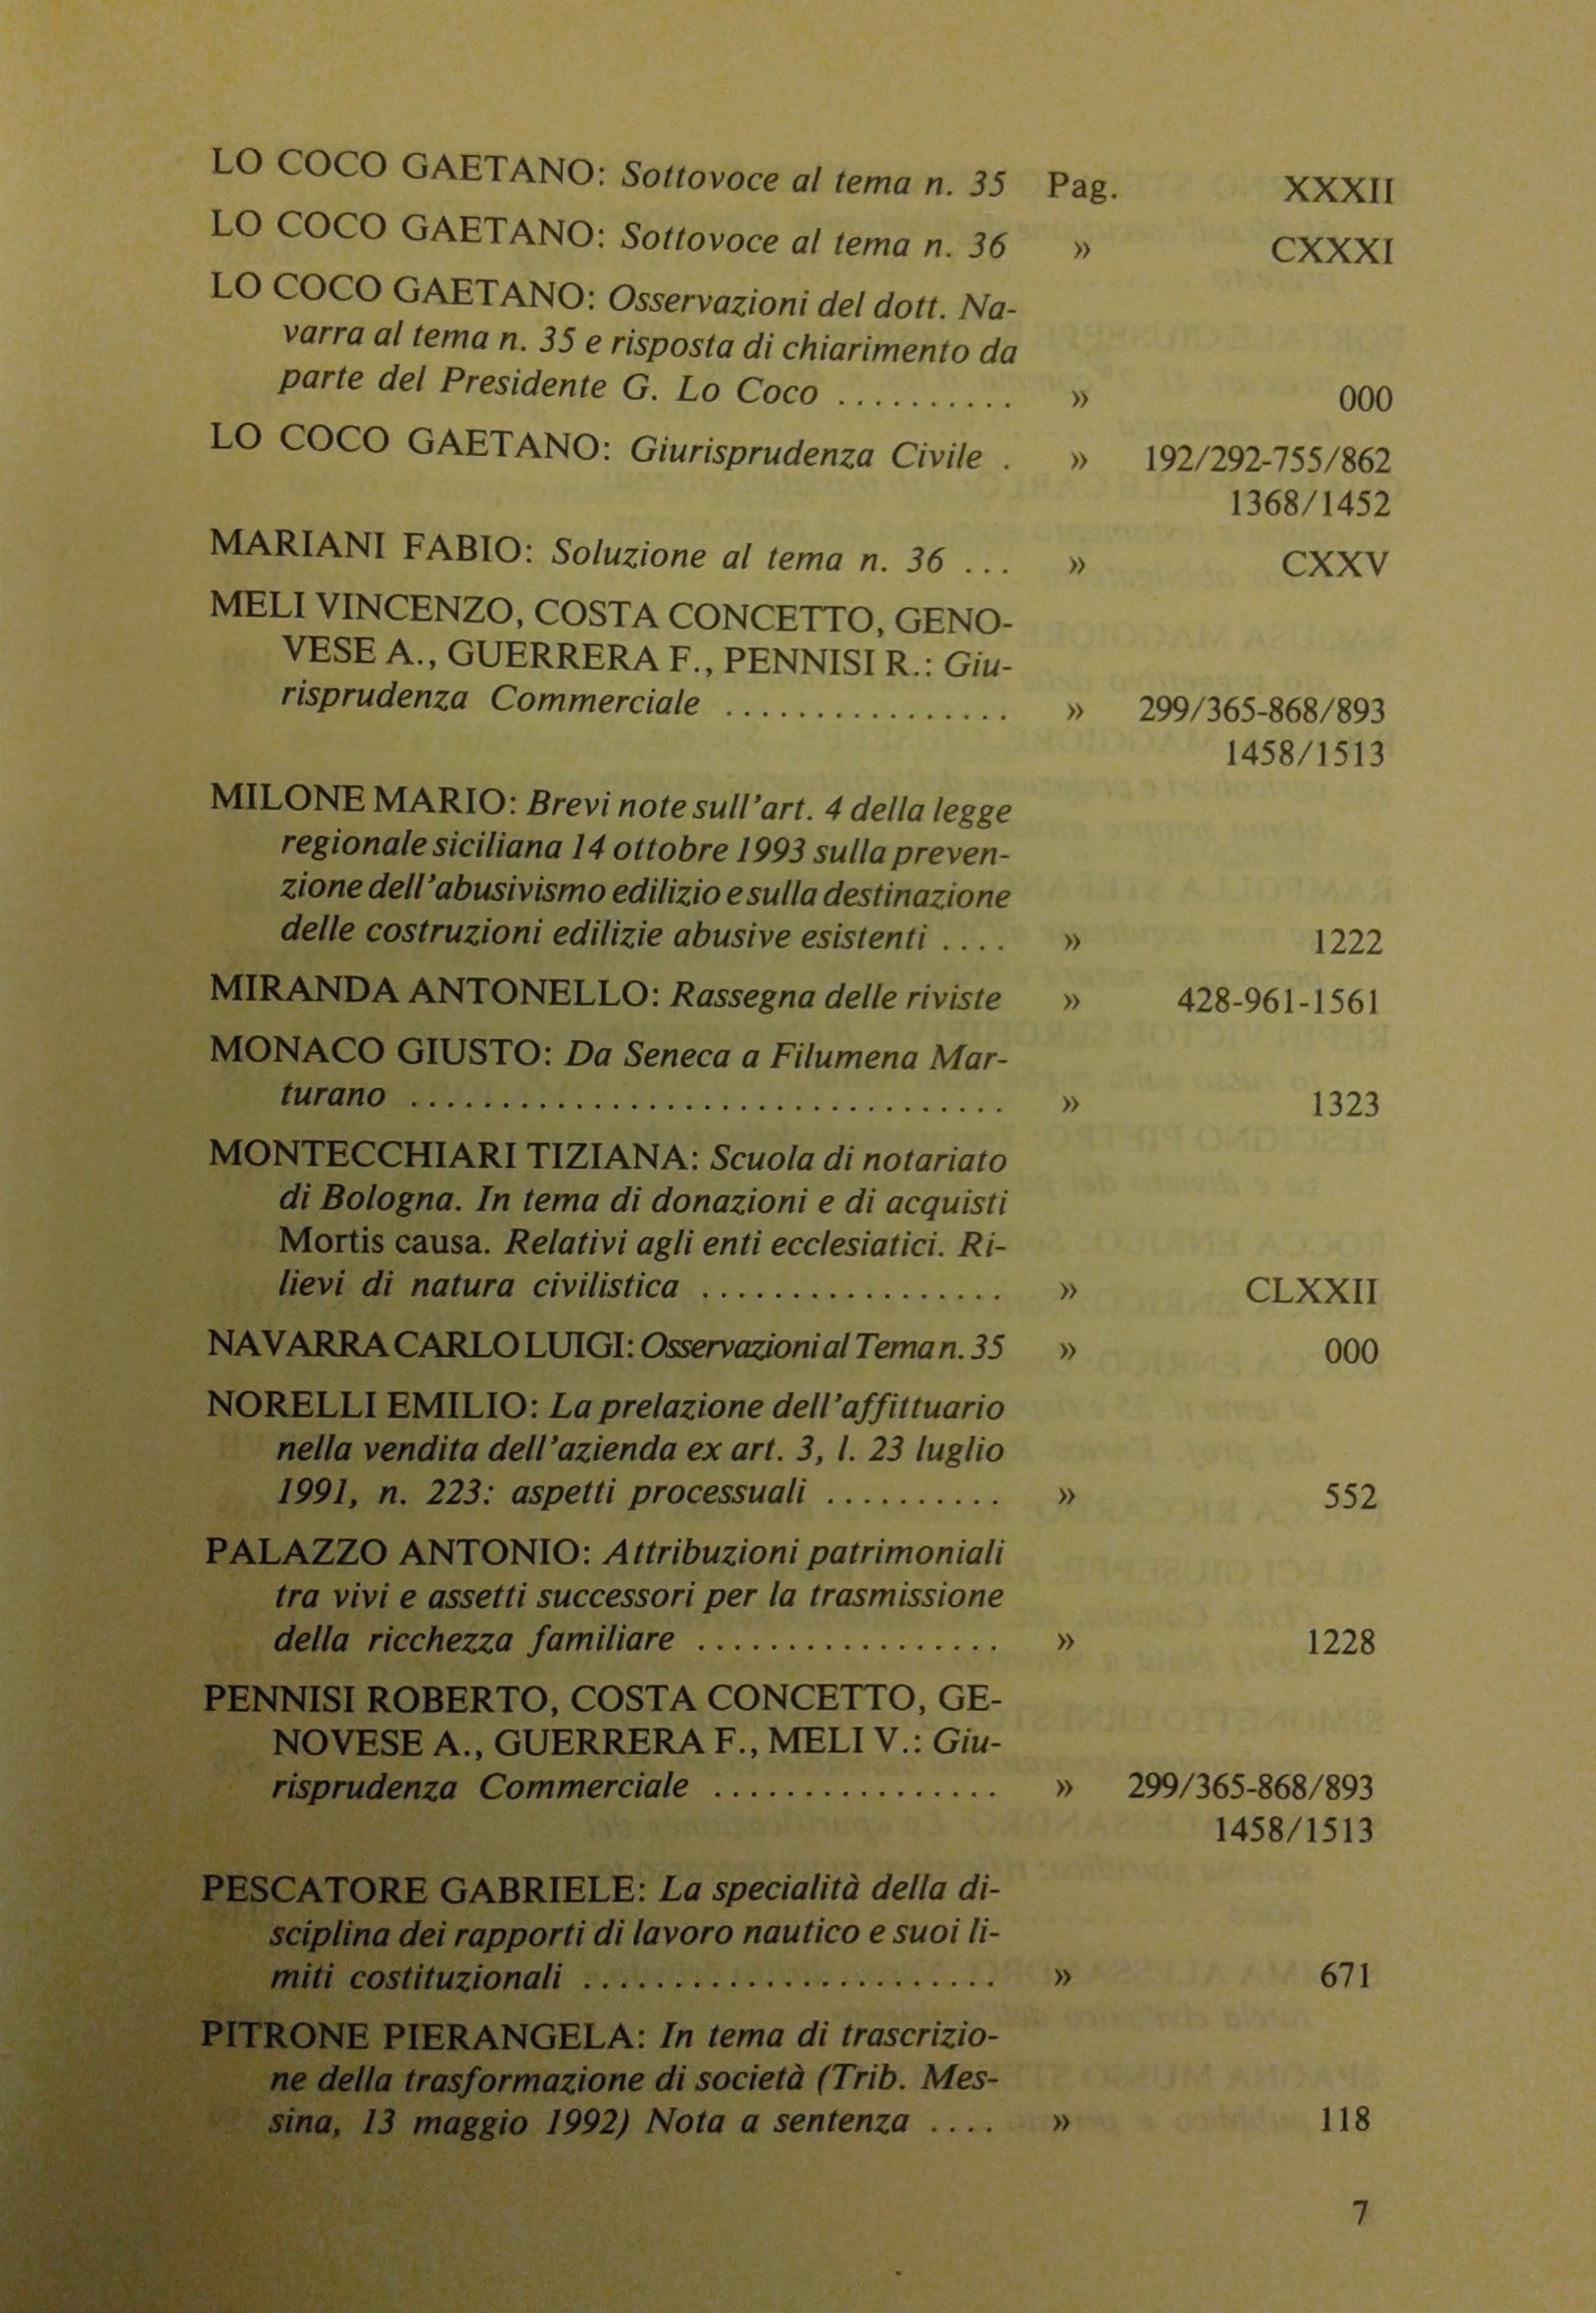 LO COCO GAETANO: Sottovoce al tema n. 35 Pag. XXXII
LO COCO GAETANO: Sottovoce al tema n. 36 » CXXXI
LO COCO GAETANO: Osservazioni del dott. Na-
varra al tema n. 35 e risposta di chiarimento da
parte del Presidente G. Lo Coco .......... » 000
LO COCO GAETANO: Giurisprudenza Civile . » 192/292-755/862
1368/1452
MARIANI FABIO: Soluzione al tema n. 36 ... » CXXV
MELI VINCENZO, COSTA CONCETTO, GENO-
VESE A., GUERRERA F., PENNISI R.: Giu-
risprudenza Commerciale ................ » 299/365-868/893
1458/1513
MILONE MARIO: Brevi note sull'art. 4 della legge
regionale siciliana 14 ottobre 1993 sulla preven-
zione dell'abusivismo edilizio e sulla destinazione
delle costruzioni edilizie abusive esistenti .... » 1222
MIRANDA ANTONELLO: Rassegna delle riviste » 428-961-1561
MONACO GIUSTO: Da Seneca a Filumena Mar-
turano ................................. » 1323
MONTECCHIARI TIZIANA: Scuola di notariato
di Bologna. In tema di donazioni e di acquisti
Mortis causa. Relativi agli enti ecclesiatici. Ri-
lievi di natura civilistica ................. » CLXXII
NAVARRA CARLO LUIGI: Osservazioni al Tema n. 35 » 000
NORELLI EMILIO: La prelazione dell'affittuario
nella vendita dell'azienda ex art. 3, l. 23 luglio
1991, n. 223: aspetti processuali .......... » 552
PALAZZO ANTONIO: Attribuzioni patrimoniali
tra vivi e assetti successori per la trasmissione
della ricchezza familiare ................. » 1228
PENNISI ROBERTO, COSTA CONCETTO, GE-
NOVESE A., GUERRERA F., MELI V.: Giu-
risprudenza Commerciale ................ » 299/365-868/893
1458/1513
PESCATORE GABRIELE: La specialità della di-
sciplina dei rapporti di lavoro nautico e suoi li-
miti costituzionali ....................... » 671
PITRONE PIERANGELA: In tema di trascrizio-
ne della trasformazione di società (Trib. Mes-
sina, 13 maggio 1992) Nota a sentenza .... » 118
7